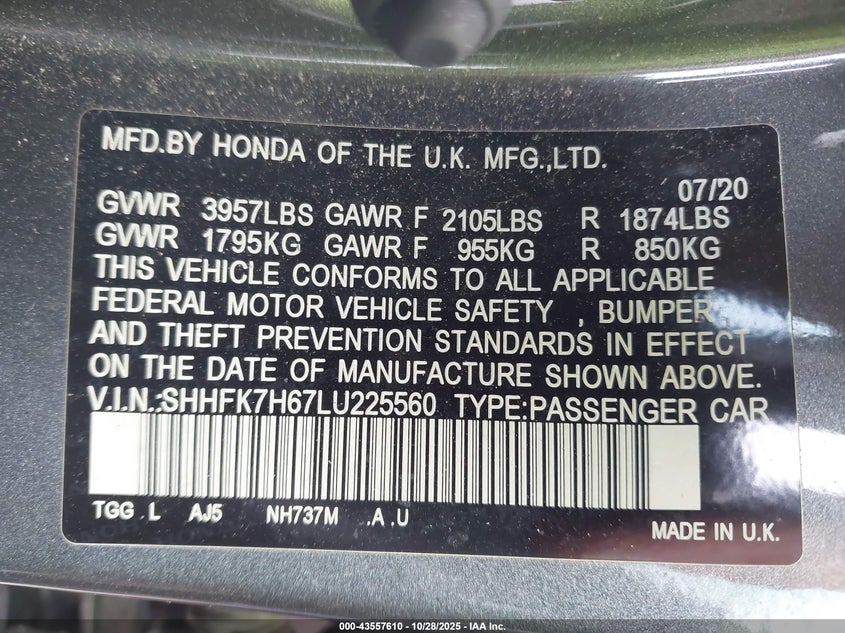 MFD.BY HONDA OF THE U.K. MFG.,LTD.
07/20
GVWR 3957LBS GAWR F 2105LBS R 1874LBS
GVWR 1795KG GAWR F 955KG R 850KG
THIS VEHICLE CONFORMS TO ALL APPLICABLE
FEDERAL MOTOR VEHICLE SAFETY , BUMPER,
AND THEFT PREVENTION STANDARDS IN EFFECT
ON THE DATE OF MANUFACTURE SHOWN ABOVE.
V.I.N.:SHHFK7H67LU225560 TYPE:PASSENGER CAR
TGG L AJ5 NH737M .A .U
MADE IN U.K.
000-43557610 - 10/28/2025 - IAA Inc.